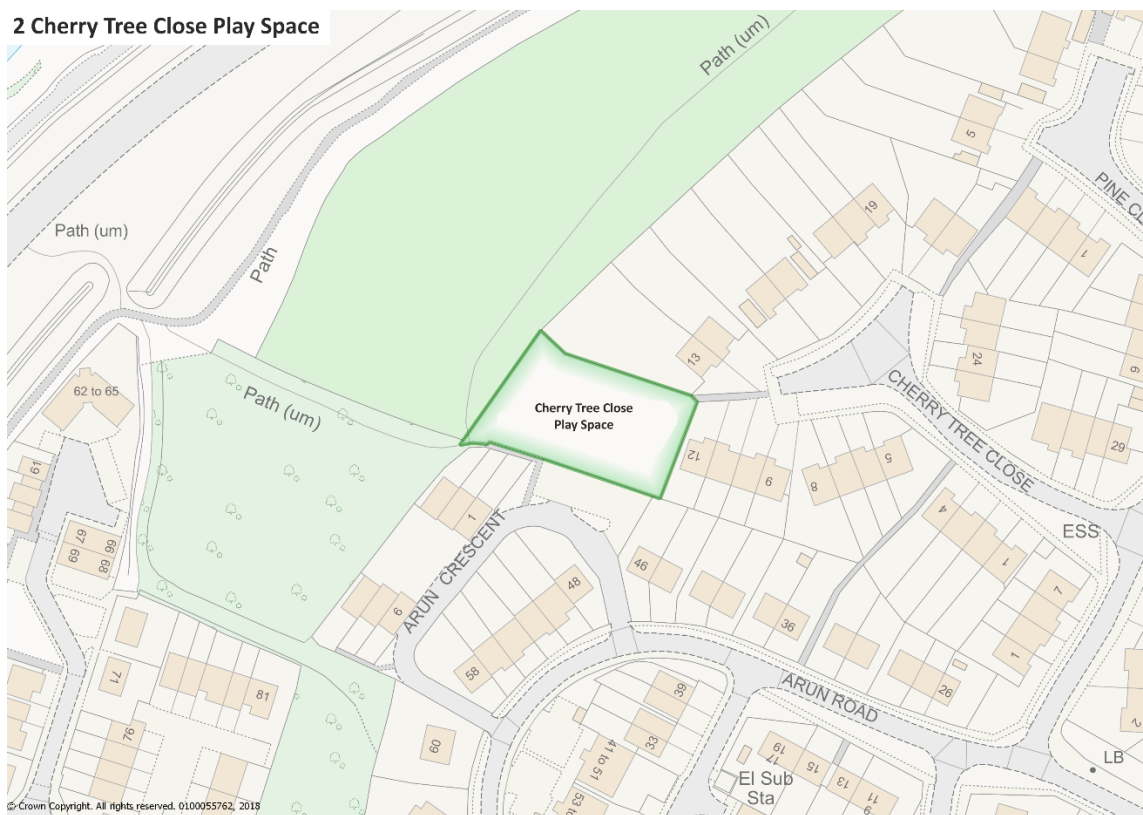 2 Cherry Tree Close Play Space
Path (um)
5
PINE CL
1
19
Path (um)
Path
13
24
9
62 to 65
Path (um)
Cherry Tree Close
Play Space
CHERRY TREE CLOSE
29
12
9
8
5
61
1
4
1
ESS
67
69
66
68
ARUN CRESCENT
46
48
7
6
36
1
58
ARUN ROAD
26
71
81
39
33
2
76
60
41 to 51
19
17
15
13
11
9
LB
El Sub
Sta
53 to
© Crown Copyright. All rights reserved. 0100055762, 2018